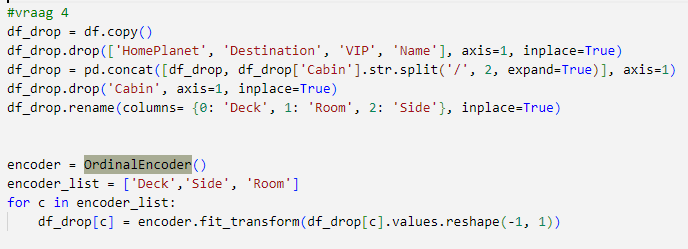 #vraag 4
df_drop = df.copy()
df_drop.drop(['HomePlanet', 'Destination', 'VIP', 'Name'], axis=1, inplace=True)
df_drop = pd.concat([df_drop, df_drop['Cabin'].str.split('/', 2, expand=True)], axis=1)
df_drop.drop('Cabin', axis=1, inplace=True)
df_drop.rename(columns= {0: 'Deck', 1: 'Room', 2: 'Side'}, inplace=True)
encoder = OrdinalEncoder()
encoder_list = ['Deck','Side', 'Room']
for c in encoder_list:
    df_drop[c] = encoder.fit_transform(df_drop[c].values.reshape(-1, 1))